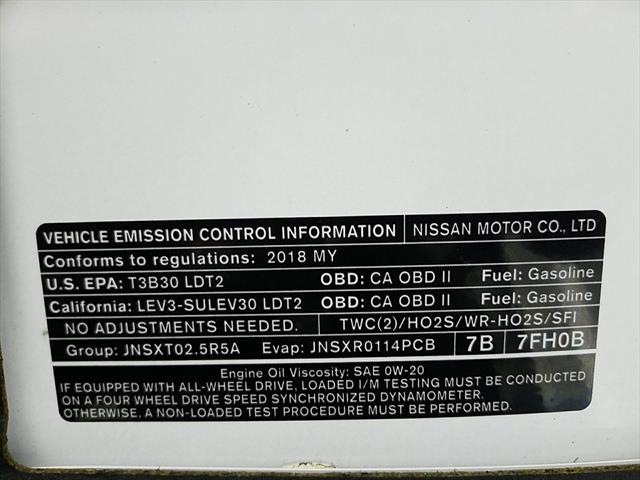 VEHICLE EMISSION CONTROL INFORMATION NISSAN MOTOR CO., LTD
Conforms to regulations: 2018 MY
U.S. EPA: T3B30 LDT2 OBD: CA OBD II Fuel: Gasoline
California: LEV3-SULEV30 LDT2 OBD: CA OBD II Fuel: Gasoline
NO ADJUSTMENTS NEEDED. TWC(2)/HO2S/WR-HO2S/SFI
Group: JNSXT02.5R5A Evap: JNSXR0114PCB 7B 7FH0B
Engine Oil Viscosity: SAE 0W-20
IF EQUIPPED WITH ALL-WHEEL DRIVE, LOADED I/M TESTING MUST BE CONDUCTED
ON A FOUR WHEEL DRIVE SPEED SYNCHRONIZED DYNAMOMETER.
OTHERWISE, A NON-LOADED TEST PROCEDURE MUST BE PERFORMED.